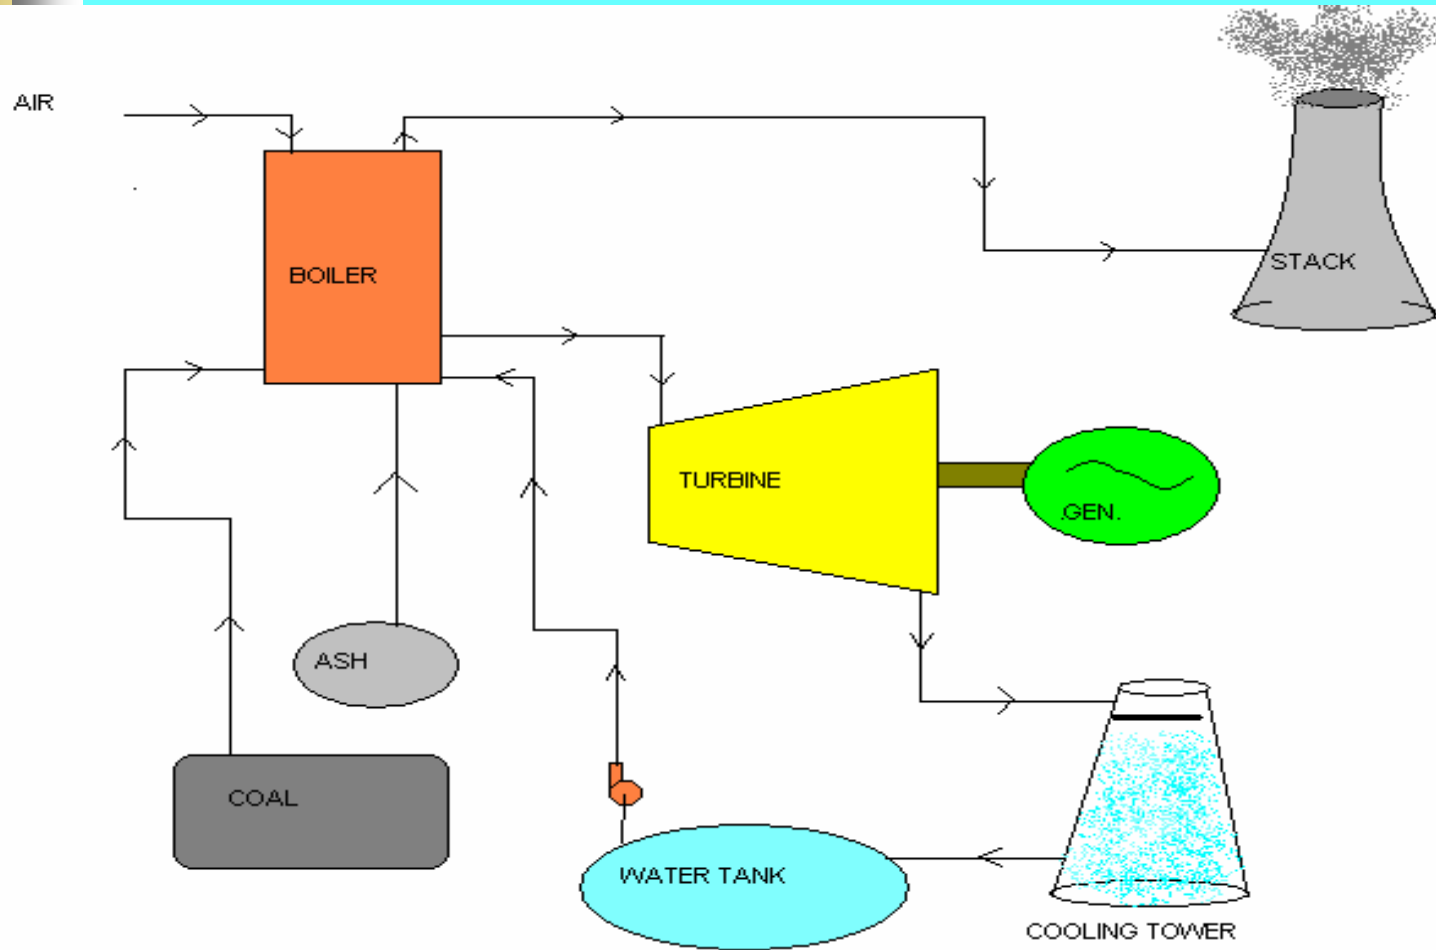 AIR
BOILER
STACK
TURBINE
GEN.
ASH
COAL
WATER TANK
COOLING TOWER